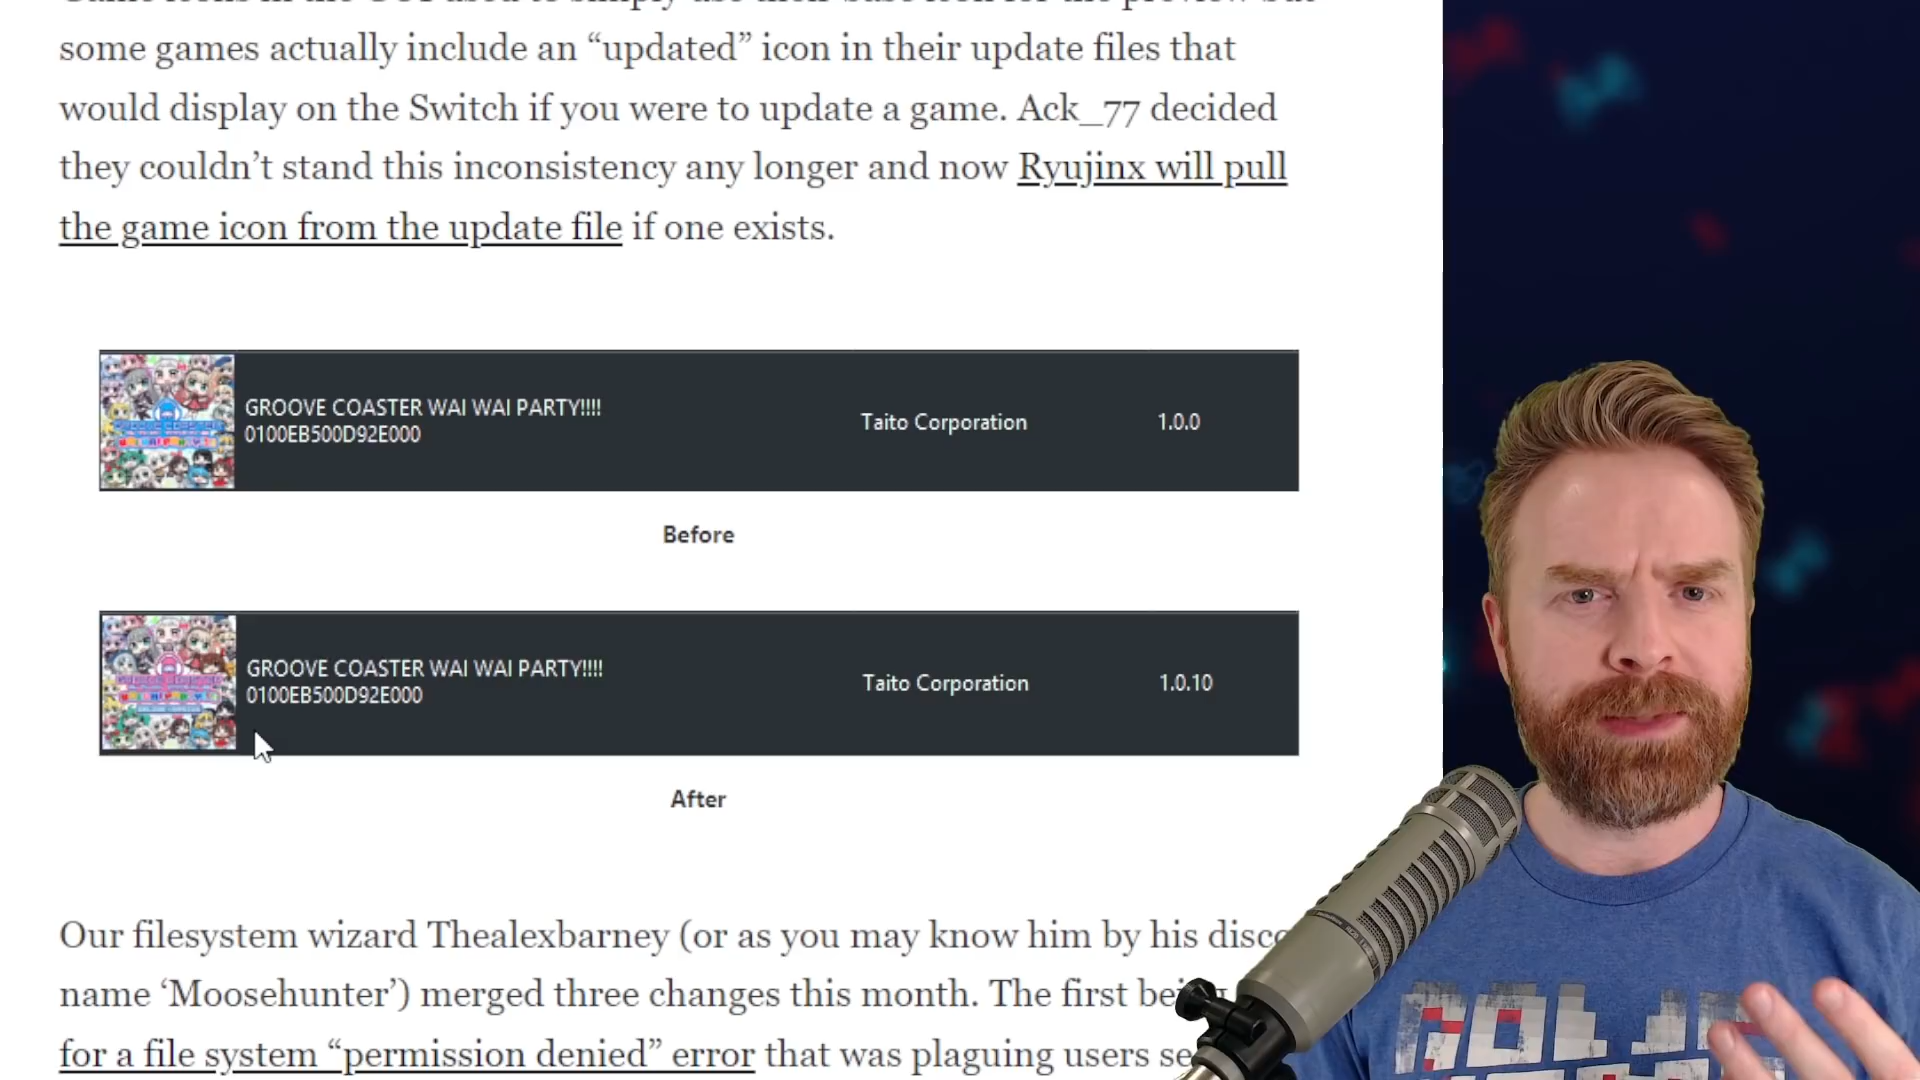 some games actually include an “updated” icon in their update files that
would display on the Switch if you were to update a game. Ack_77 decided
they couldn’t stand this inconsistency any longer and now Ryujinx will pull
the game icon from the update file if one exists.
GROOVE COASTER WAI WAI PARTY!!!!
0100EB500D92E000
Taito Corporation
1.0.0
Before
GROOVE COASTER WAI WAI PARTY!!!!
0100EB500D92E000
Taito Corporation
1.0.10
After
Our filesystem wizard Thealexbarney (or as you may know him by his
name ‘Moosehunter’) merged three changes this month. The first
for a file system “permission denied” error that was plaguing users